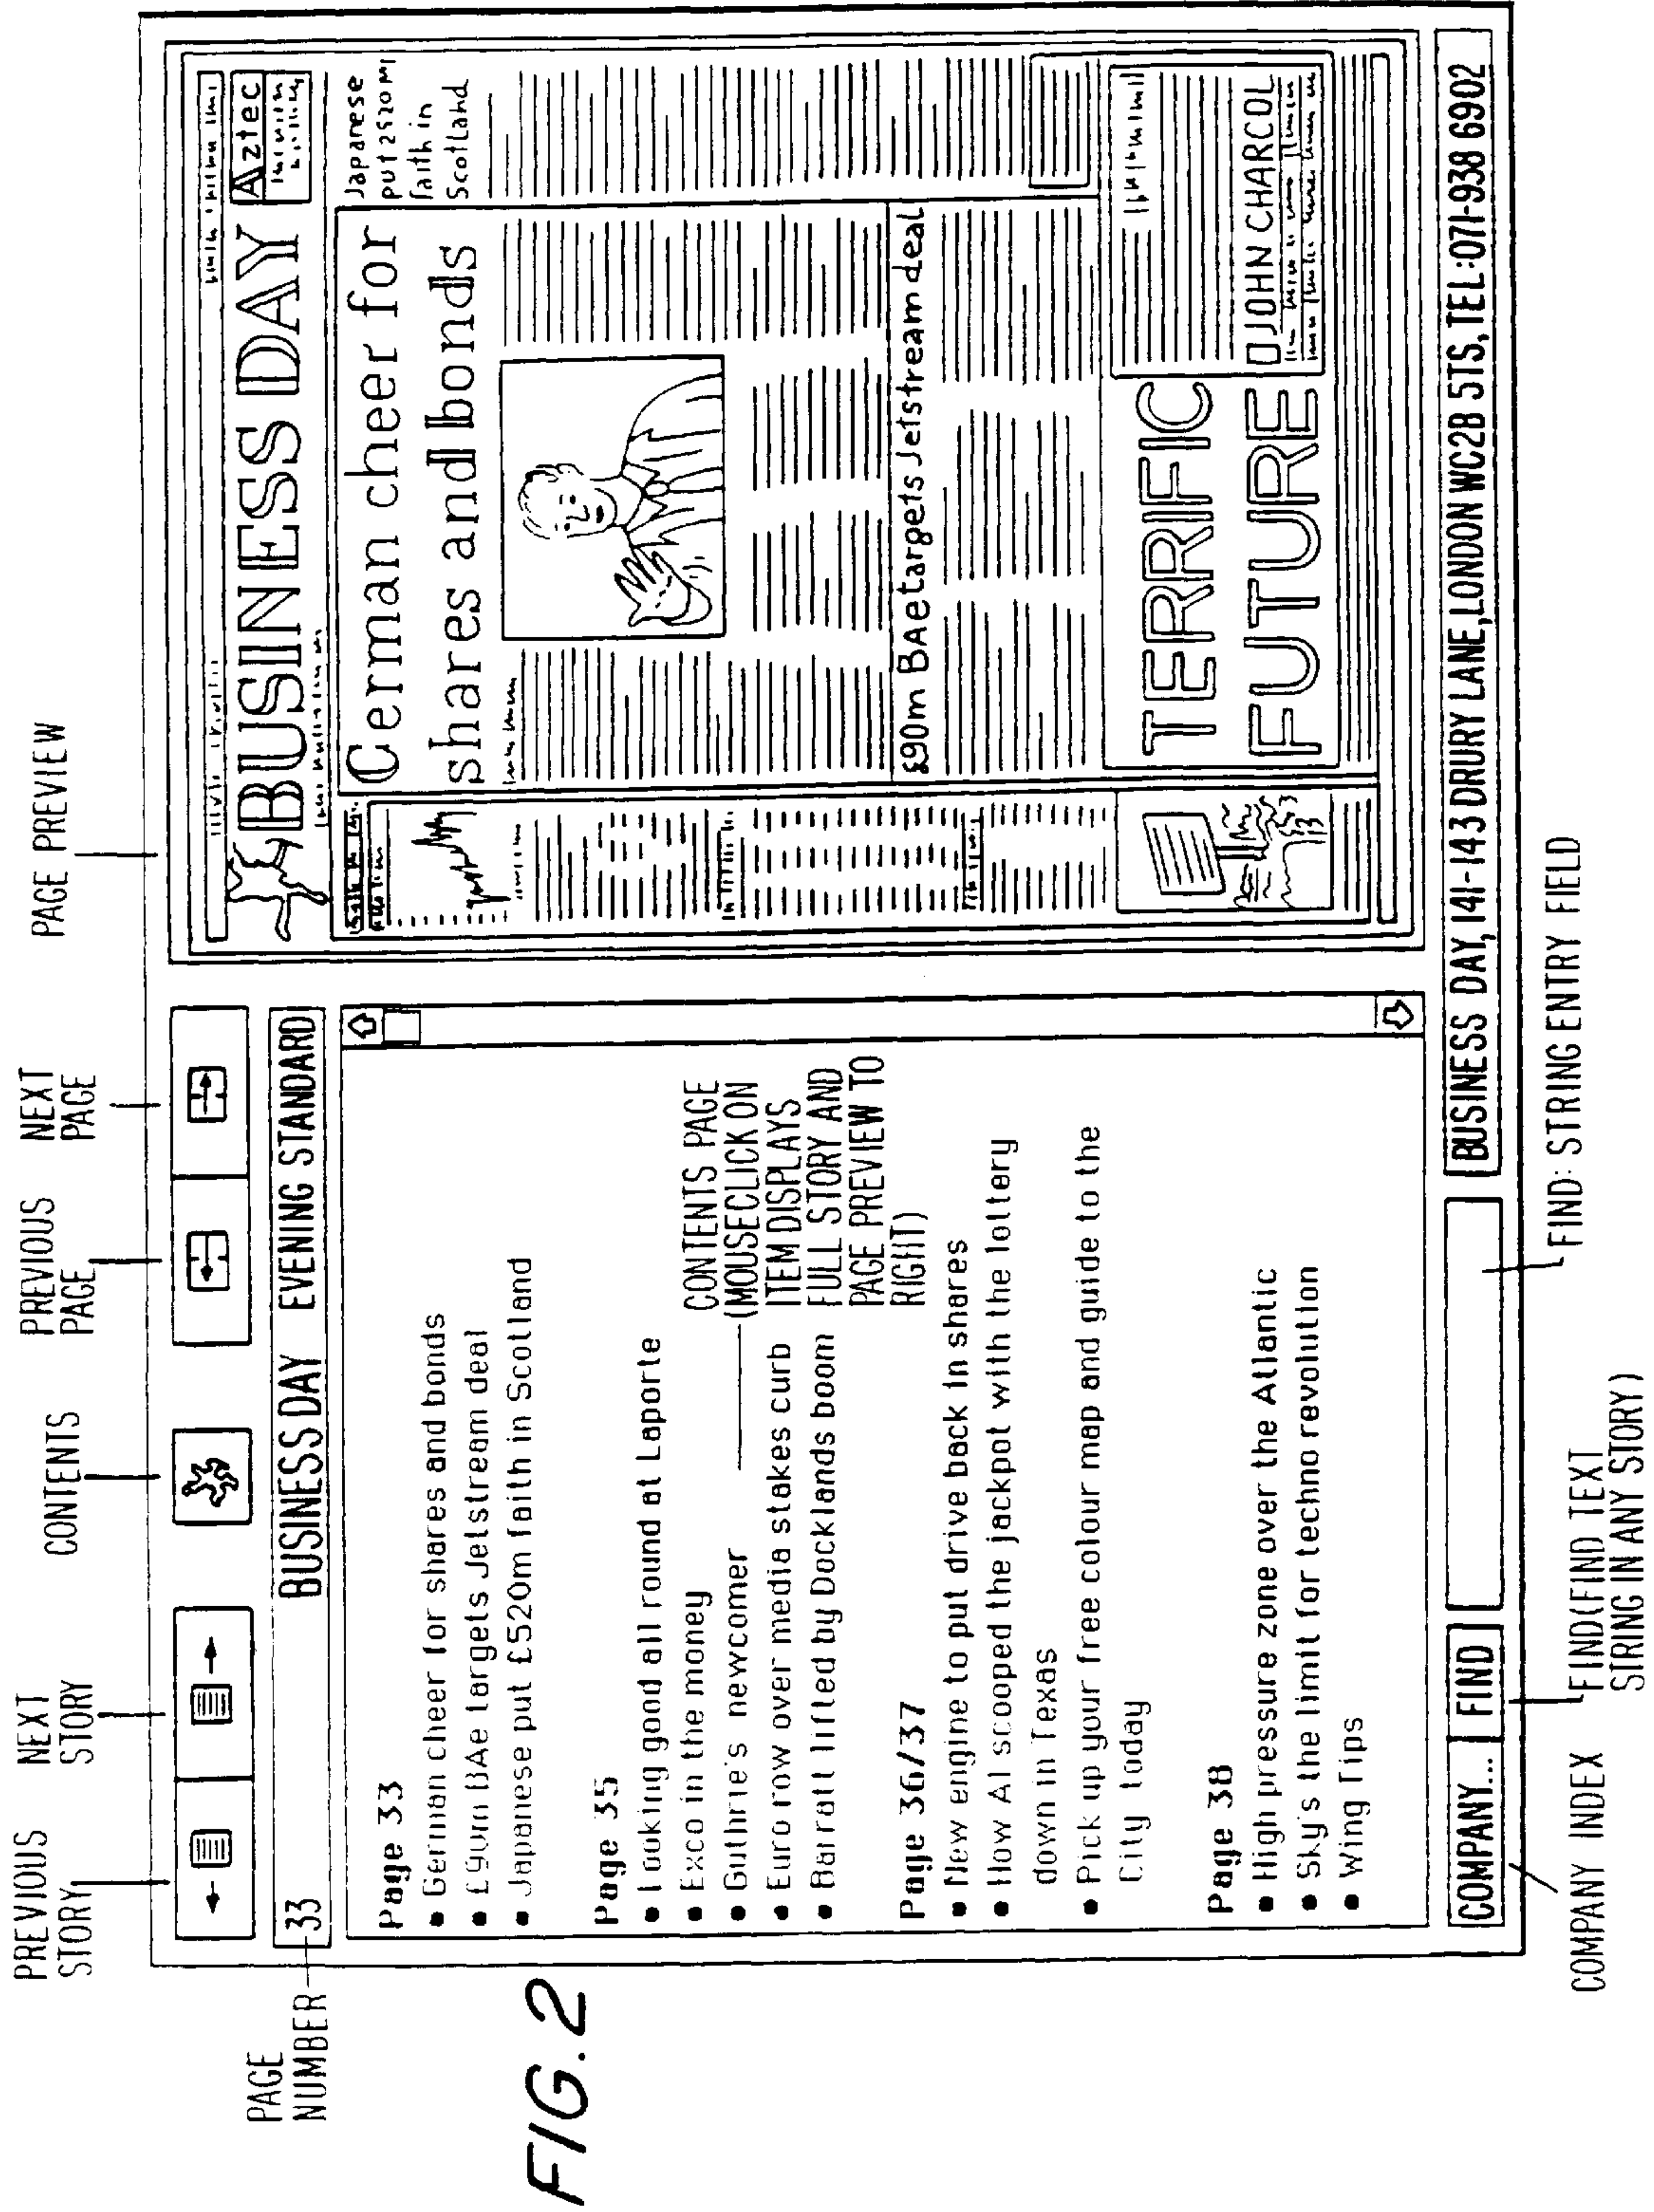 PREVIOUS
STORY
NEXT
STORY
CONTENTS
PREVIOUS
PAGE
NEXT
PAGE
PAGE PREVIEW
PAGE
NUMBER
33
BUSINESS DAY EVENING STANDARD
Page 33
• German cheer for shares and bonds
• £90m BAe targets Jetstream deal
• Japanese put £520m faith in Scotland
Page 35
• Looking good all round at Laporte
• Exco in the money
• Guthrie's newcomer
• Euro row over media stakes curb
• Barratt lifted by Docklands boom
CONTENTS PAGE
(MOUSECLICK ON
ITEM DISPLAYS
FULL STORY AND
PAGE PREVIEW TO
RIGHT)
Page 36/37
• New engine to put drive back in shares
• How Al scooped the jackpot with the lottery
down in Texas
• Pick up your free colour map and guide to the
City today
Page 38
• High pressure zone over the Atlantic
• Sky's the limit for techno revolution
• Wing Tips
BUSINESS DAY
Aztec
German cheer for
shares and bonds
Japanese
put
faith in
Scotland
£90m BAe targets Jetstream deal
TERRIFIC
FUTURE
JOHN CHARCOL
COMPANY...
FIND
BUSINESS DAY, 141-143 DRURY LANE, LONDON WC2B 5TS, TEL:071-938 6902
COMPANY INDEX
FIND(FIND TEXT
STRING IN ANY STORY)
FIND: STRING ENTRY FIELD
FIG.2